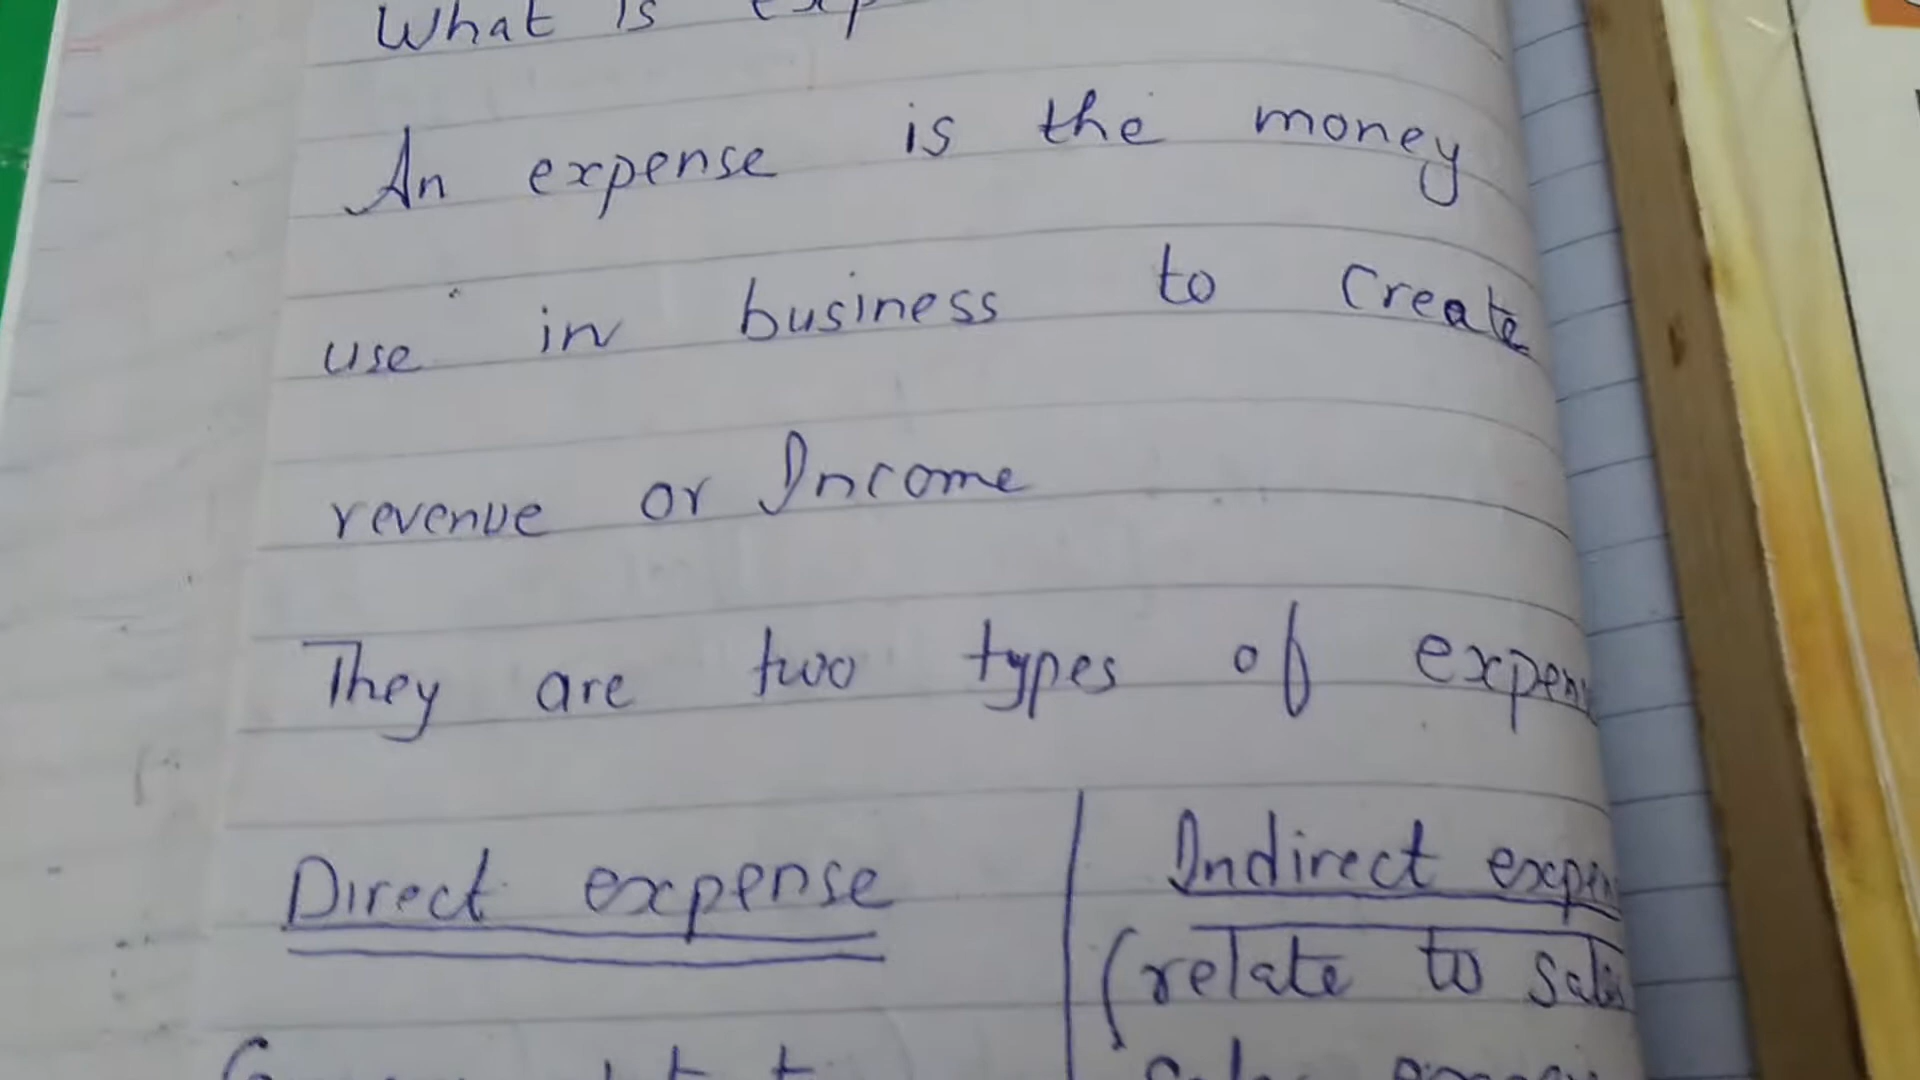 What is
An expense is the money
use in business to create
revenue or Income
They are two types of
Direct expense Indirect
(relate to